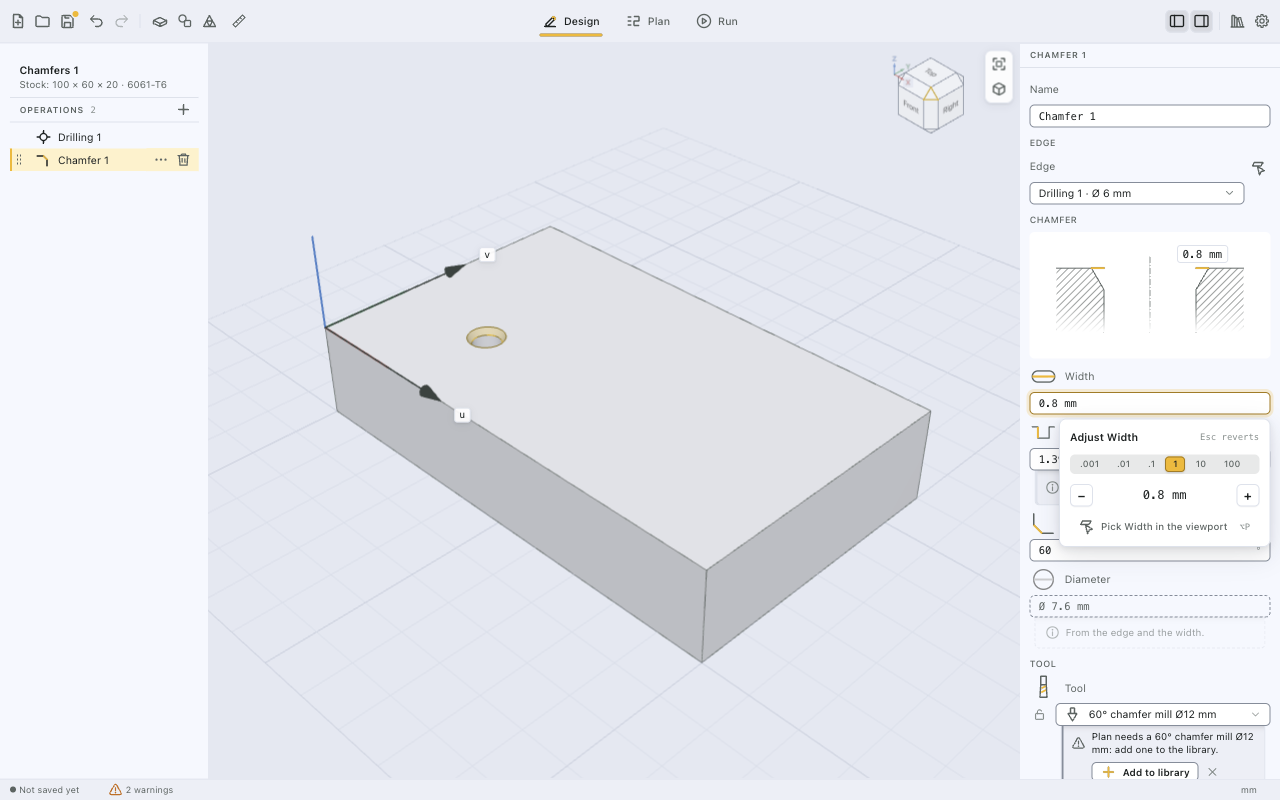 Design
Plan
Run
Chamfers 1
Stock: 100 × 60 × 20 · 6061-T6
OPERATIONS 2
Drilling 1
Chamfer 1
v
u
Z
Top
Front
Right
CHAMFER 1
Name
Chamfer 1
EDGE
Edge
Drilling 1 · Ø 6 mm
CHAMFER
0.8 mm
Width
0.8 mm
Adjust Width
Esc reverts
.001 .01 .1 1 10 100
− 0.8 mm +
Pick Width in the viewport ⌥P
60 °
Diameter
Ø 7.6 mm
From the edge and the width.
TOOL
Tool
60° chamfer mill Ø12 mm
Plan needs a 60° chamfer mill Ø12
mm: add one to the library.
Add to library
Not saved yet
2 warnings
mm